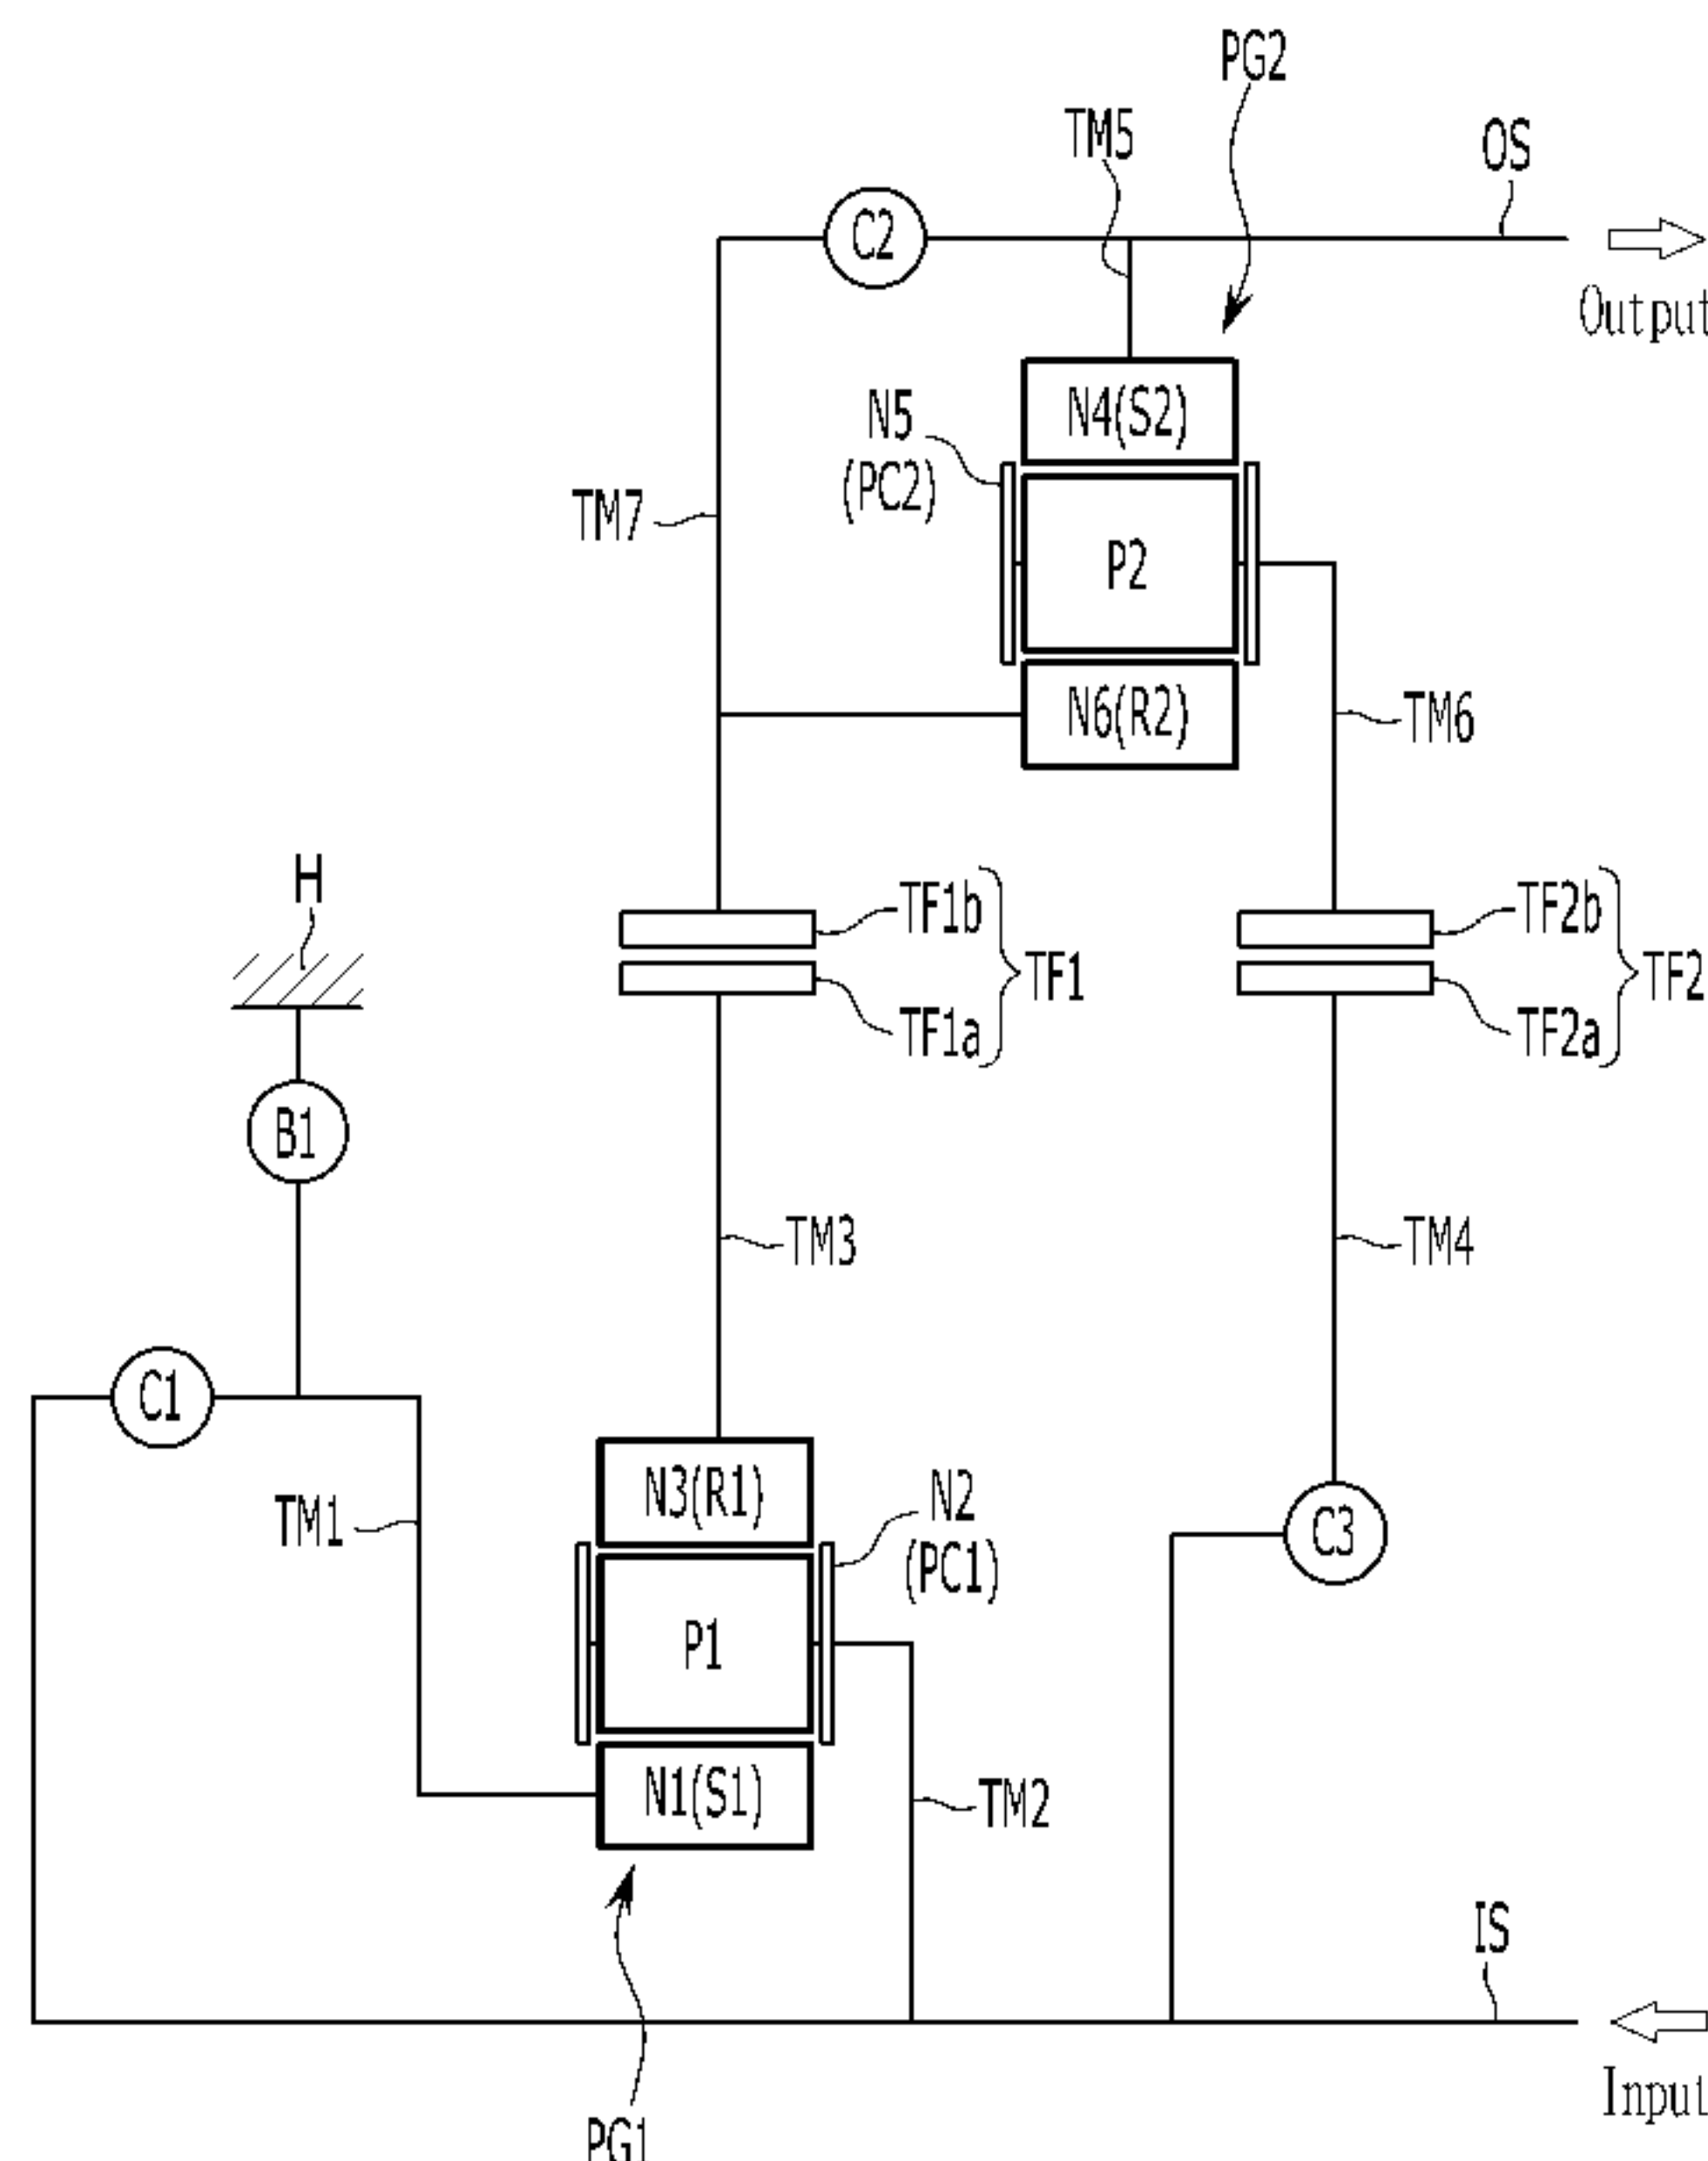 PG2
TM5
OS
C2
Output
N4(S2)
N5
(PC2)
TM7
P2
N6(R2)
TM6
H
TF1b
TF1
TF1a
TF2b
TF2
TF2a
B1
TM3
TM4
C1
N3(R1)
N2
(PC1)
TM1
C3
P1
N1(S1)
TM2
IS
Input
PG1